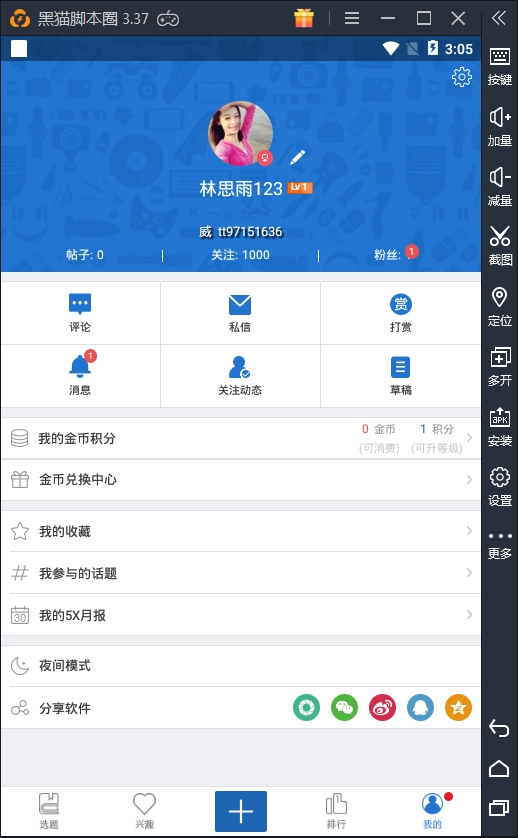 黑猫脚本圈 3.37
3:05
林思雨123 Lv1
威 tt97151636
帖子: 0 关注: 1000 粉丝: 1
评论 私信 赏 打赏
1
消息 关注动态 草稿
我的金币积分 0 金币 1 积分
(可消费) (可升等级)
金币兑换中心
我的收藏
我参与的话题
30 我的5X月报
夜间模式
分享软件
选题 兴趣 排行 我的
按键
加量
减量
截图
定位
多开
APK
安装
设置
更多